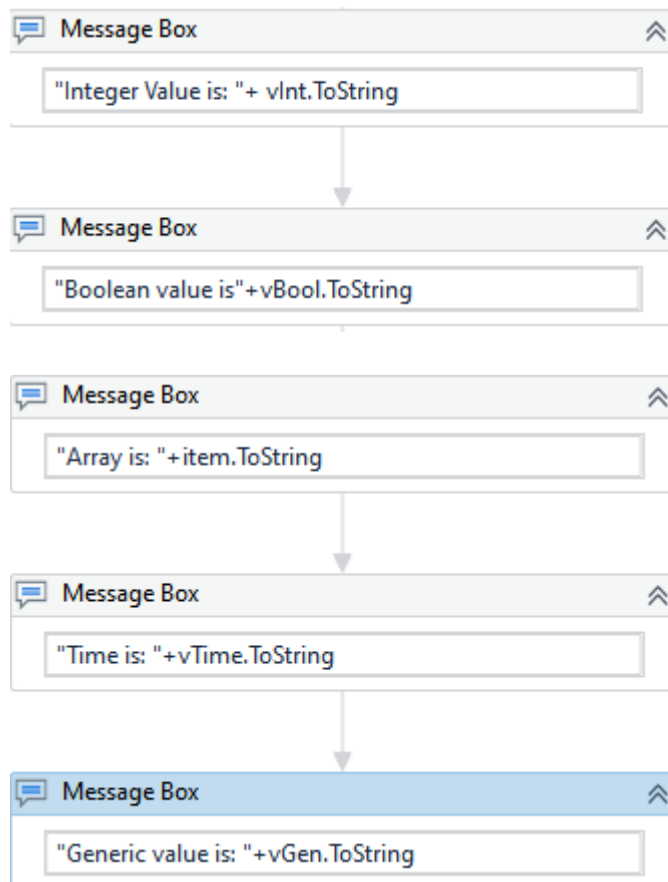 Message Box
"Integer Value is: "+ vInt.ToString
Message Box
"Boolean value is"+vBool.ToString
Message Box
"Array is: "+item.ToString
Message Box
"Time is: "+vTime.ToString
Message Box
"Generic value is: "+vGen.ToString